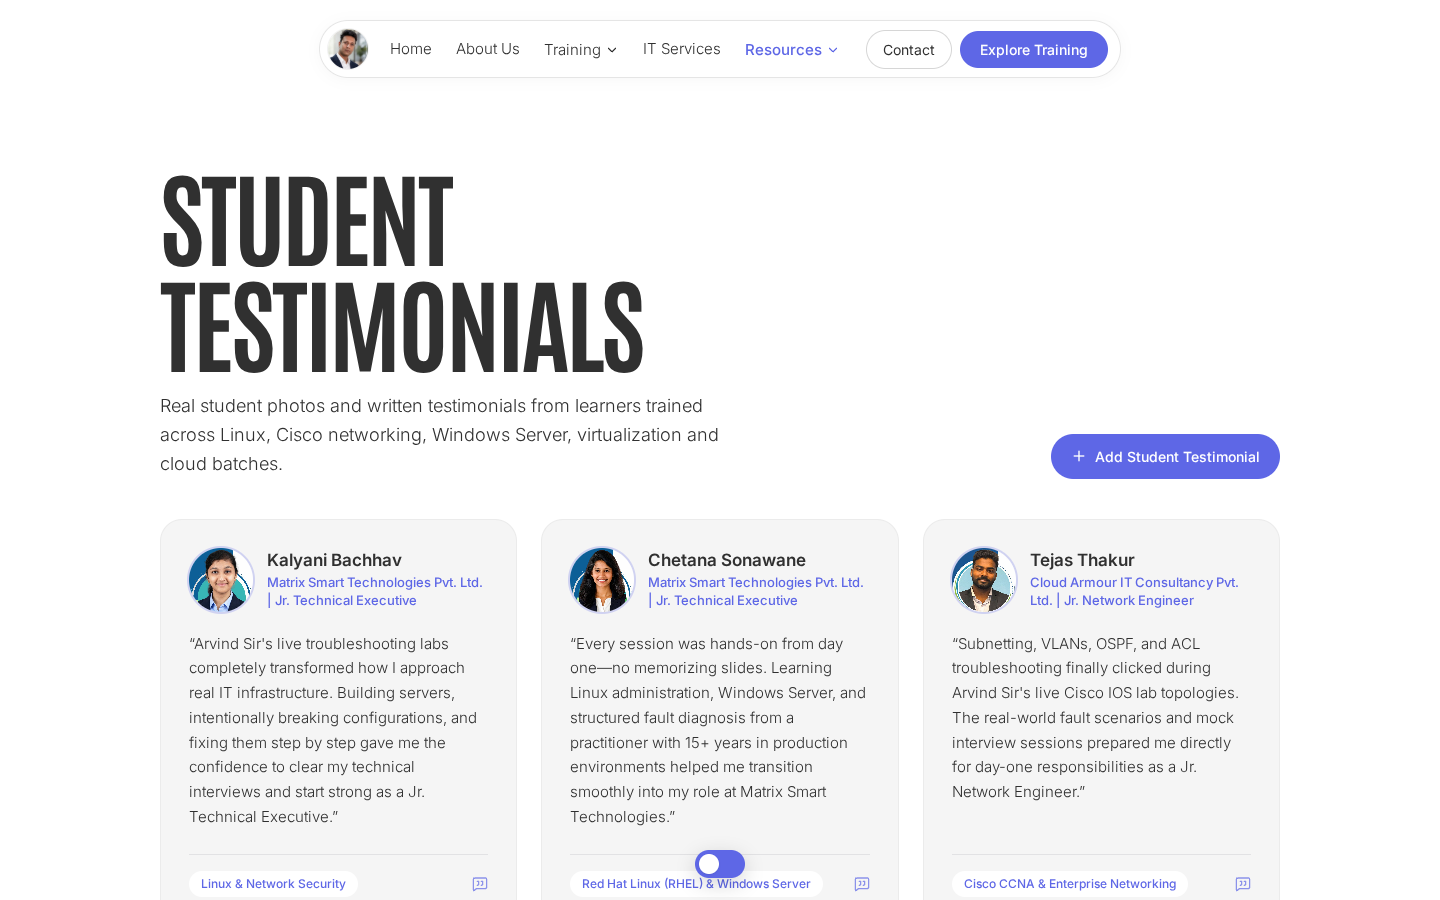 Home
About Us
Training
IT Services
Resources
Contact
Explore Training
STUDENT
TESTIMONIALS
Real student photos and written testimonials from learners trained
across Linux, Cisco networking, Windows Server, virtualization and
cloud batches.
+ Add Student Testimonial
Kalyani Bachhav
Matrix Smart Technologies Pvt. Ltd.
| Jr. Technical Executive
“Arvind Sir's live troubleshooting labs
completely transformed how I approach
real IT infrastructure. Building servers,
intentionally breaking configurations, and
fixing them step by step gave me the
confidence to clear my technical
interviews and start strong as a Jr.
Technical Executive.”
Linux & Network Security
Chetana Sonawane
Matrix Smart Technologies Pvt. Ltd.
| Jr. Technical Executive
“Every session was hands-on from day
one—no memorizing slides. Learning
Linux administration, Windows Server, and
structured fault diagnosis from a
practitioner with 15+ years in production
environments helped me transition
smoothly into my role at Matrix Smart
Technologies.”
Red Hat Linux (RHEL) & Windows Server
Tejas Thakur
Cloud Armour IT Consultancy Pvt.
Ltd. | Jr. Network Engineer
“Subnetting, VLANs, OSPF, and ACL
troubleshooting finally clicked during
Arvind Sir's live Cisco IOS lab topologies.
The real-world fault scenarios and mock
interview sessions prepared me directly
for day-one responsibilities as a Jr.
Network Engineer.”
Cisco CCNA & Enterprise Networking